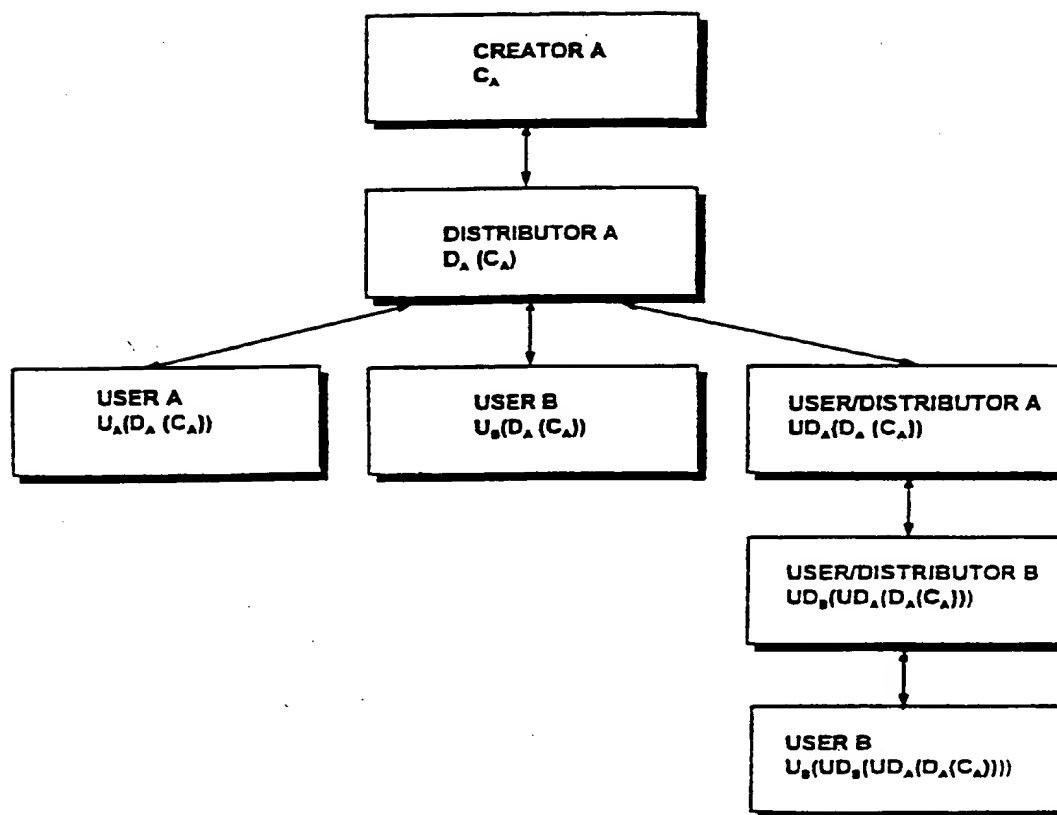 CREATOR A
C_A
DISTRIBUTOR A
D_A (C_A)
USER A
U_A(D_A (C_A))
USER B
U_B(D_A (C_A))
USER/DISTRIBUTOR A
UD_A(D_A (C_A))
USER/DISTRIBUTOR B
UD_B(UD_A(D_A(C_A)))
USER B
U_B(UD_B(UD_A(D_A(C_A))))